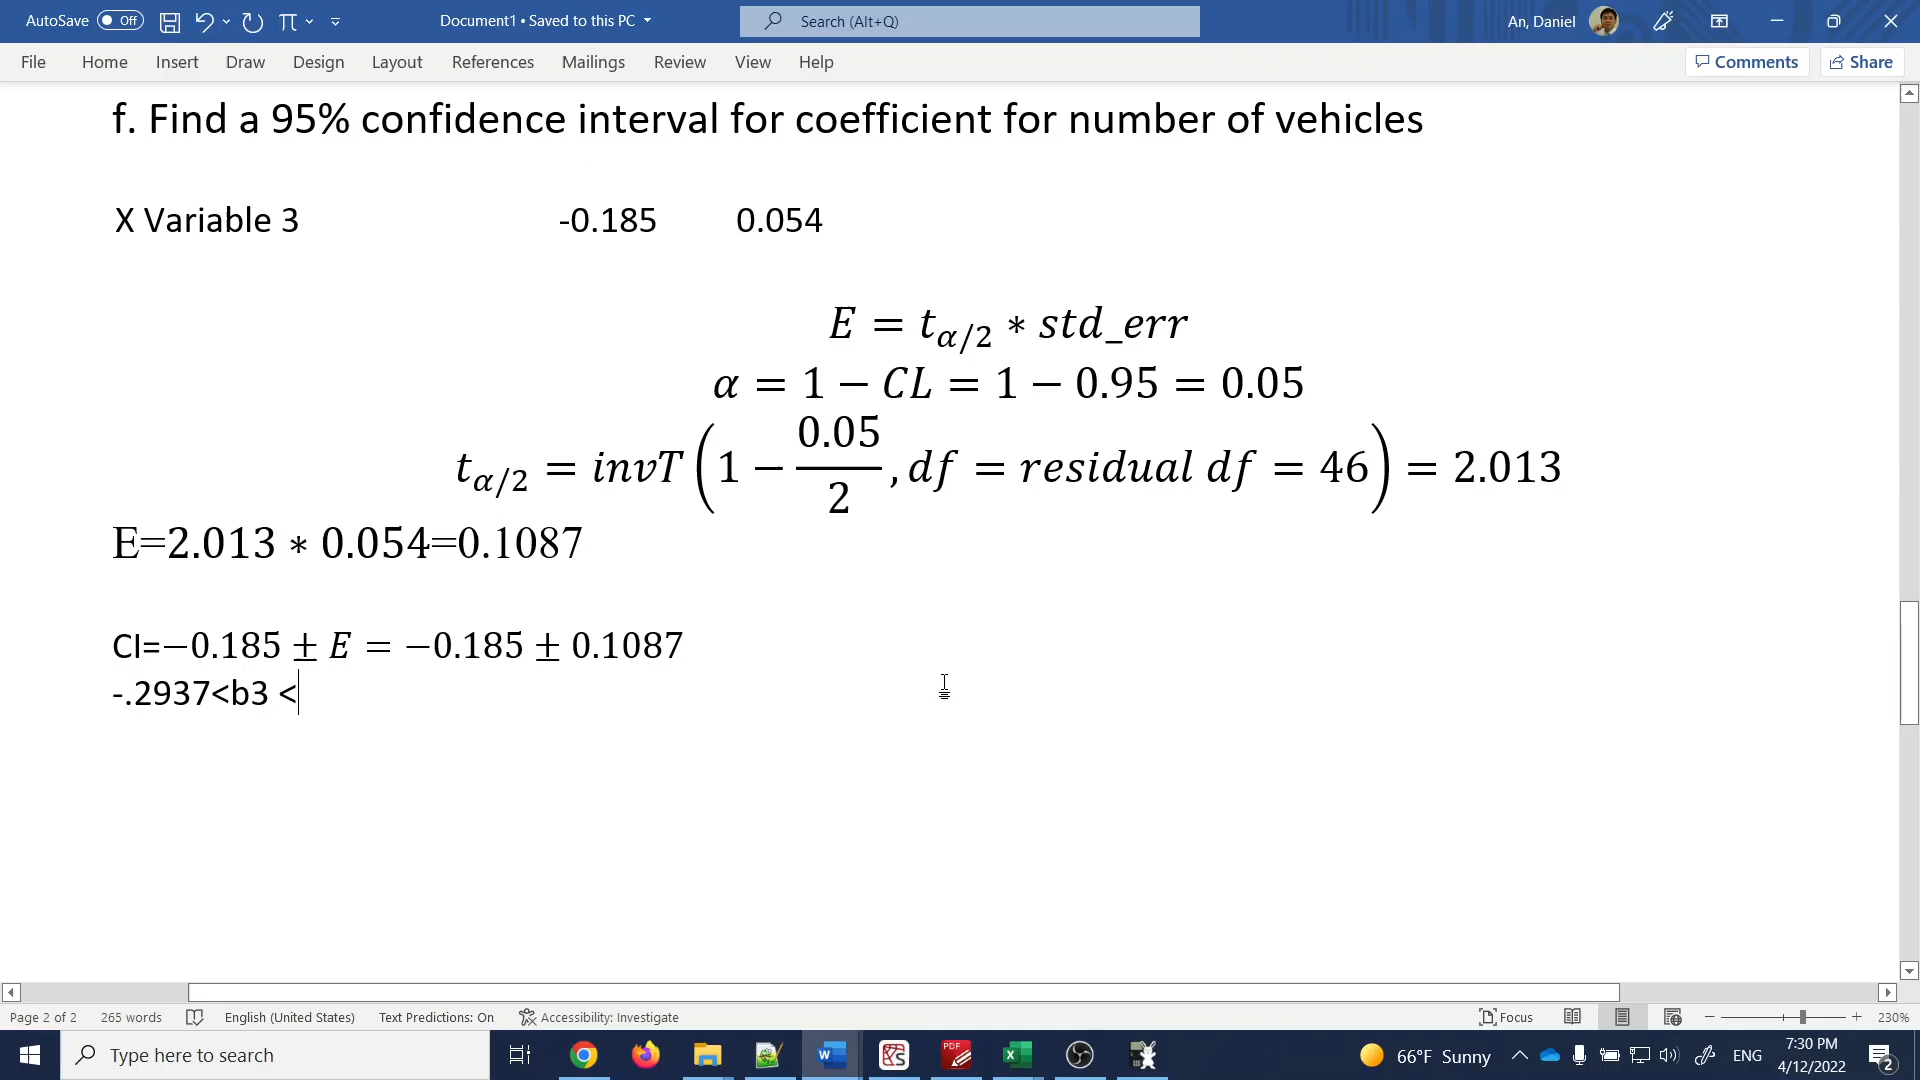 AutoSave Off Document1 • Saved to this PC Search (Alt+Q) An, Daniel
File Home Insert Draw Design Layout References Mailings Review View Help Comments Share
f. Find a 95% confidence interval for coefficient for number of vehicles
X Variable 3 -0.185 0.054
E = t_{α/2} ∗ std_err
α = 1 − CL = 1 − 0.95 = 0.05
t_{α/2} = invT(1 − 0.05/2, df = residual df = 46) = 2.013
E=2.013 ∗ 0.054=0.1087
CI=−0.185 ± E = −0.185 ± 0.1087
-.2937<b3 <
Page 2 of 2 265 words English (United States) Text Predictions: On Accessibility: Investigate Focus 230%
Type here to search 66°F Sunny ENG 7:30 PM
4/12/2022 2